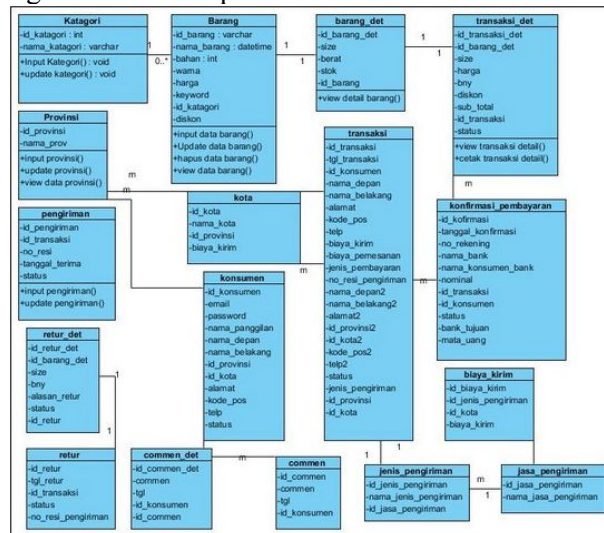 Katagori
-id_katagori : int
-nama_katagori : varchar
+Input Kategori() : void
+update kategori() : void
1
0..*
Barang
-id_barang : varchar
-nama_barang : datetime
-bahan : int
-warna
-harga
-keyword
-id_katagori
-diskon
+input data barang()
+Update data barang()
+hapus data barang()
+view data barang()
1
1
barang_det
-id_barang_det
-size
-berat
-stok
-id_barang
+view detail barang()
1
1
transaksi_det
-id_transaksi_det
-id_barang_det
-size
-harga
-bny
-diskon
-sub_total
-id_transaksi
-status
+view transaksi detail()
+cetak transaksi detail()
Provinsi
-id_provinsi
-nama_prov
+input provinsi()
+update provinsi()
+view data provinsi()
m
m
transaksi
-id_transaksi
-tgl_transaksi
-id_konsumen
-nama_depan
-nama_belakang
-alamat
-kode_pos
-telp
-biaya_kirim
-biaya_pemesanan
-jenis_pembayaran
-no_resi_pengiriman
-nama_depan2
-nama_belakang2
-alamat2
-id_provinsi2
-id_kota2
-kode_pos2
-telp2
-status
-jenis_pengiriman
-id_provinsi
-id_kota
m
kota
-id_kota
-nama_kota
-id_provinsi
-biaya_kirim
m
konfirmasi_pembayaran
-id_kofirmasi
-tanggal_konfirmasi
-no_rekening
-nama_bank
-nama_konsumen_bank
-nominal
-id_transaksi
-id_konsumen
-status
-bank_tujuan
-mata_uang
m
pengiriman
-id_pengiriman
-id_transaksi
-no_resi
-tanggal_terima
-status
+input pengiriman()
+update pengiriman()
konsumen
-id_konsumen
-email
-password
-nama_panggilan
-nama_depan
-nama_belakang
-id_provinsi
-id_kota
-alamat
-kode_pos
-telp
-status
retur_det
-id_retur_det
-id_barang_det
-size
-bny
-alasan_retur
-status
-id_retur
1
1
biaya_kirim
-id_biaya_kirim
-id_jenis_pengiriman
-id_kota
-biaya_kirim
retur
-id_retur
-tgl_retur
-id_transaksi
-status
-no_resi_pengiriman
commen_det
-id_commen_det
-commen
-tgl
-id_konsumen
-id_commen
m
commen
-id_commen
-commen
-tgl
-id_konsumen
1
1
jenis_pengiriman
-id_jenis_pengiriman
-nama_jenis_pengiriman
-id_jasa_pengiriman
m
1
jasa_pengiriman
-id_jasa_pengiriman
-nama_jasa_pengiriman